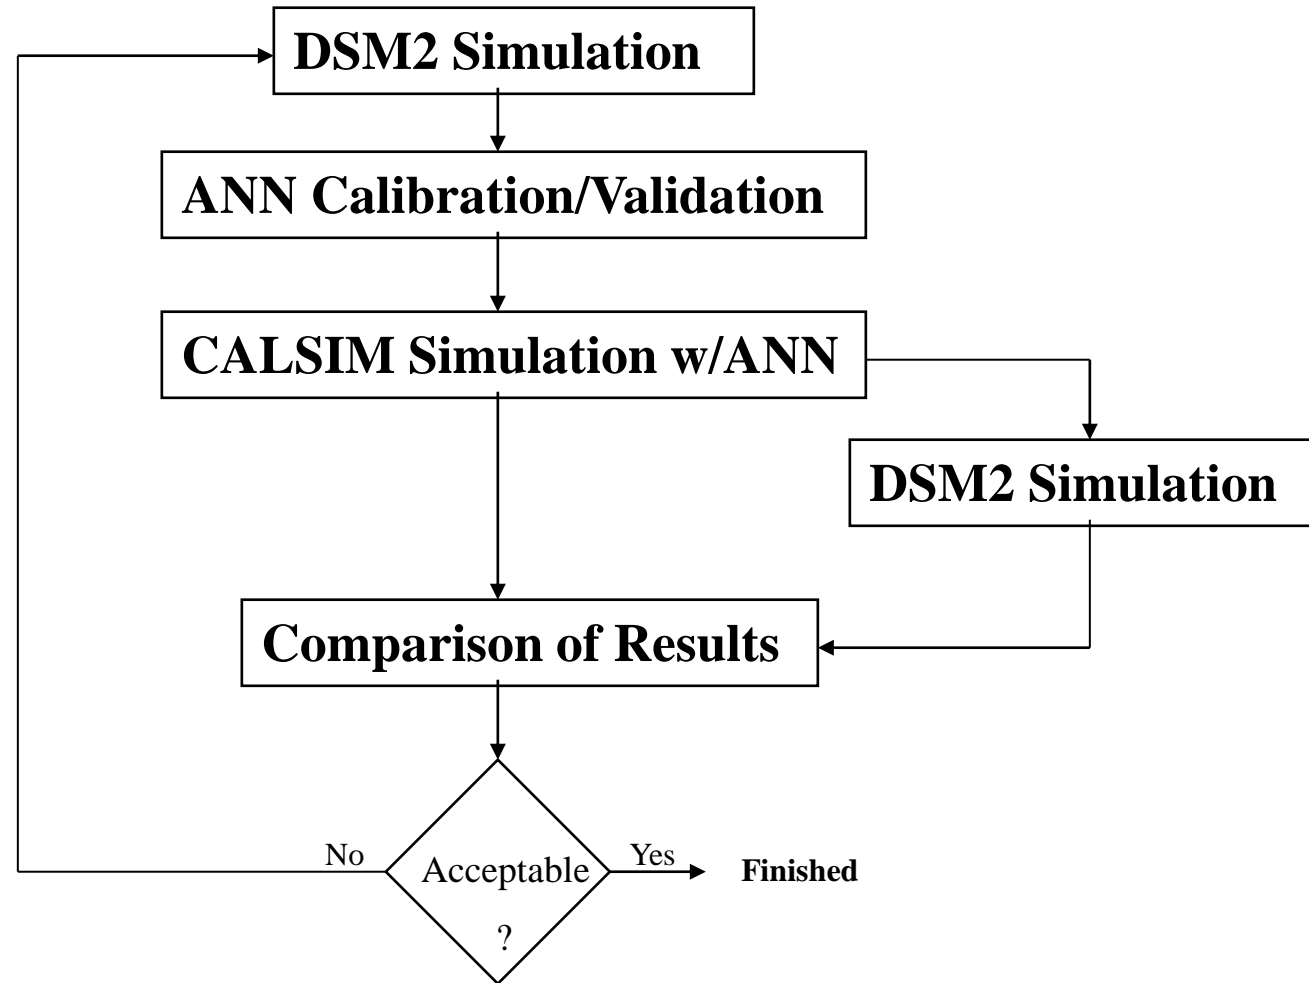 DSM2 Simulation
ANN Calibration/Validation
CALSIM Simulation w/ANN
DSM2 Simulation
Comparison of Results
No
Acceptable
?
Yes
Finished